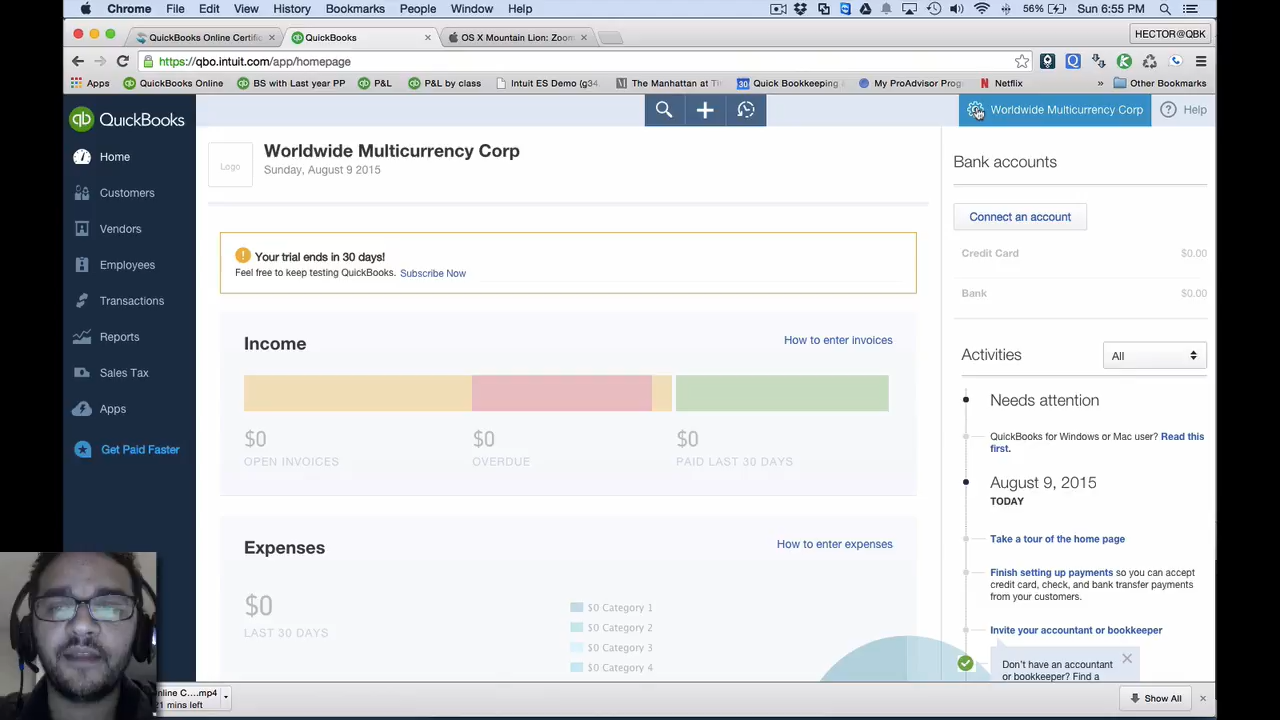 Chrome File Edit View History Bookmarks People Window Help
56% Sun 6:55 PM
QuickBooks Online Certific
QuickBooks
OS X Mountain Lion: Zoom
HECTOR@QBK
https://qbo.intuit.com/app/homepage
Apps QuickBooks Online BS with Last year PP P&L P&L by class Intuit ES Demo (g34 The Manhattan at Ti 30 Quick Bookkeeping My ProAdvisor Prog Netflix » Other Bookmarks
qb QuickBooks
Worldwide Multicurrency Corp
? Help
Home
Customers
Vendors
Employees
Transactions
Reports
Sales Tax
Apps
Get Paid Faster
Logo
Worldwide Multicurrency Corp
Sunday, August 9 2015
! Your trial ends in 30 days!
Feel free to keep testing QuickBooks. Subscribe Now
Income
How to enter invoices
$0 $0 $0
OPEN INVOICES OVERDUE PAID LAST 30 DAYS
Expenses
How to enter expenses
$0
LAST 30 DAYS
$0 Category 1
$0 Category 2
$0 Category 3
$0 Category 4
Bank accounts
Connect an account
Credit Card $0.00
Bank $0.00
Activities
All
Needs attention
QuickBooks for Windows or Mac user? Read this
first.
August 9, 2015
TODAY
Take a tour of the home page
Finish setting up payments so you can accept
credit card, check, and bank transfer payments
from your customers.
Invite your accountant or bookkeeper
Don't have an accountant
or bookkeeper? Find a
nline C....mp4
21 mins left
Show All